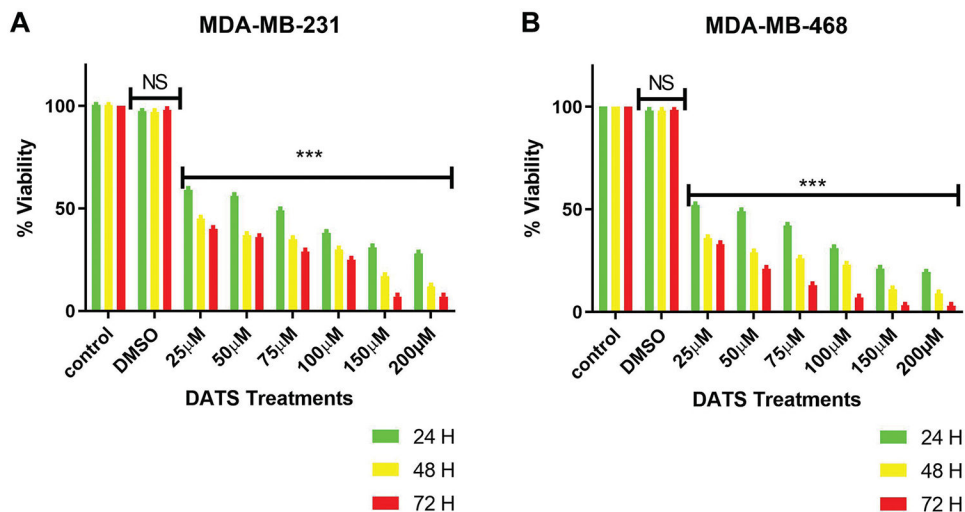 A
MDA-MB-231
NS
***
% Viability
100
50
0
control
DMSO
25μM
50μM
75μM
100μM
150μM
200μM
DATS Treatments
24 H
48 H
72 H
B
MDA-MB-468
NS
***
% Viability
100
50
0
control
DMSO
25μM
50μM
75μM
100μM
150μM
200μM
DATS Treatments
24 H
48 H
72 H